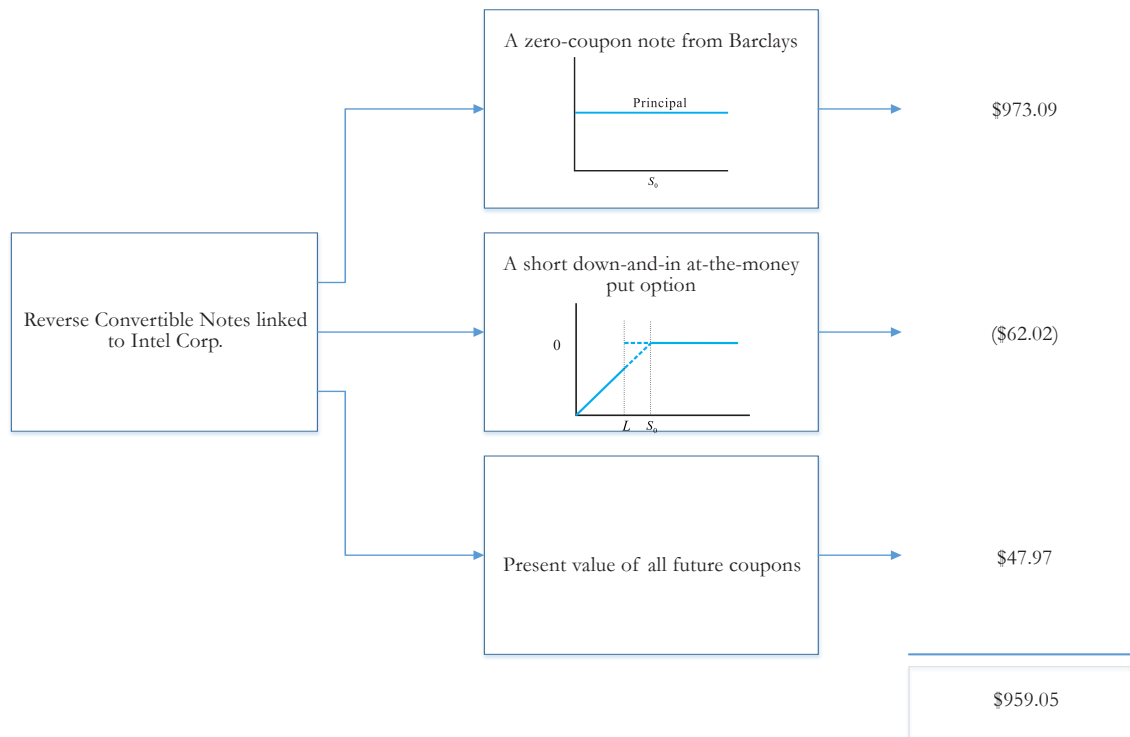 A zero-coupon note from Barclays
Principal
S₀
$973.09
Reverse Convertible Notes linked
to Intel Corp.
A short down-and-in at-the-money
put option
0
L S₀
($62.02)
Present value of all future coupons
$47.97
$959.05